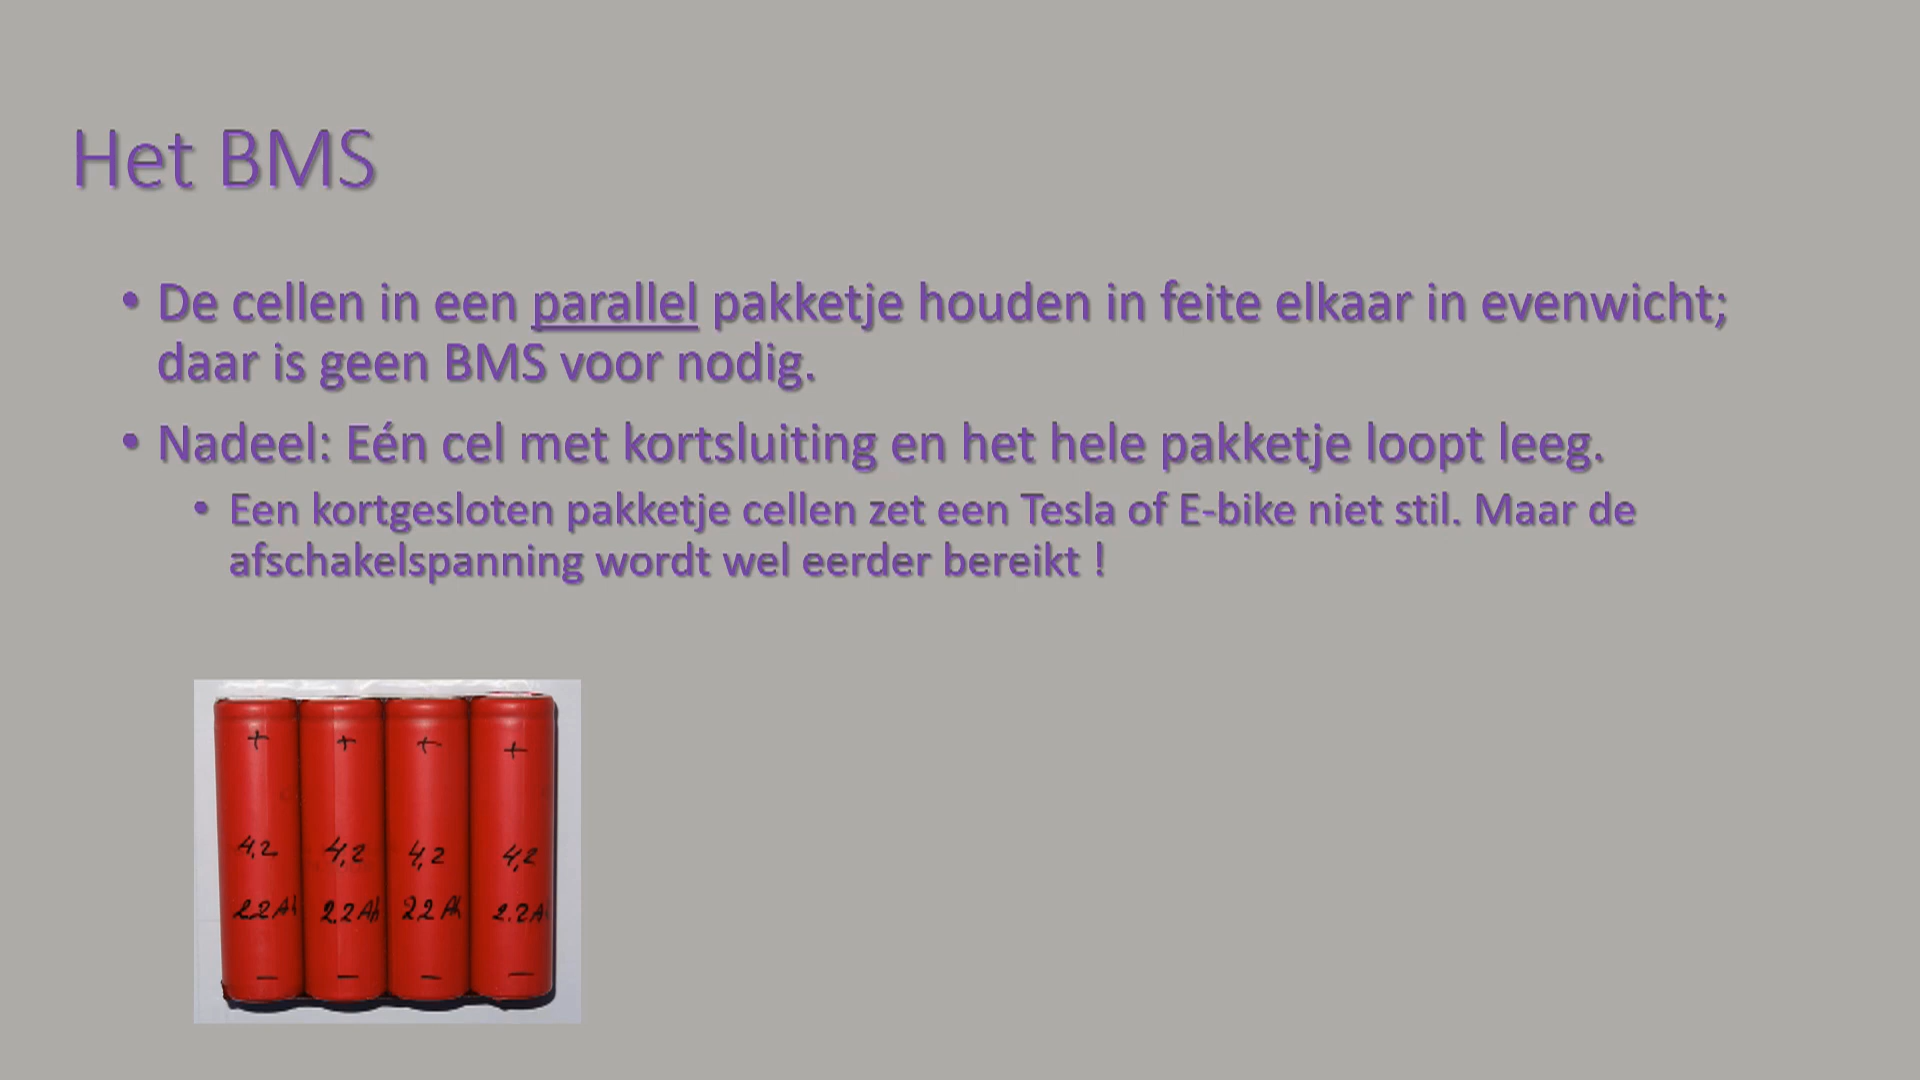 Het BMS
• De cellen in een parallel pakketje houden in feite elkaar in evenwicht;
daar is geen BMS voor nodig.
• Nadeel: Eén cel met kortsluiting en het hele pakketje loopt leeg.
• Een kortgesloten pakketje cellen zet een Tesla of E-bike niet stil. Maar de
afschakelspanning wordt wel eerder bereikt !
+ + + +
4,2 4,2 4,2 4,2
2.2Ah 2.2Ah 2.2Ah 2.2A
− − − −